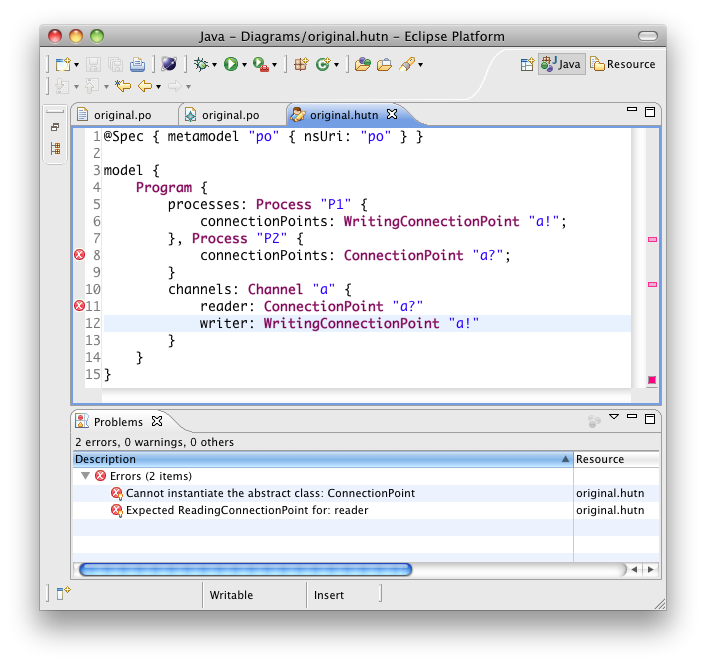 Java – Diagrams/original.hutn – Eclipse Platform
Java
Resource
original.po
original.po
original.hutn
1 @Spec { metamodel "po" { nsUri: "po" } }
2
3 model {
4     Program {
5         processes: Process "P1" {
6             connectionPoints: WritingConnectionPoint "a!";
7         }, Process "P2" {
8             connectionPoints: ConnectionPoint "a?";
9         }
10         channels: Channel "a" {
11             reader: ConnectionPoint "a?"
12             writer: WritingConnectionPoint "a!"
13         }
14     }
15 }
Problems
2 errors, 0 warnings, 0 others
Description Resource
Errors (2 items)
Cannot instantiate the abstract class: ConnectionPoint original.hutn
Expected ReadingConnectionPoint for: reader original.hutn
Writable Insert